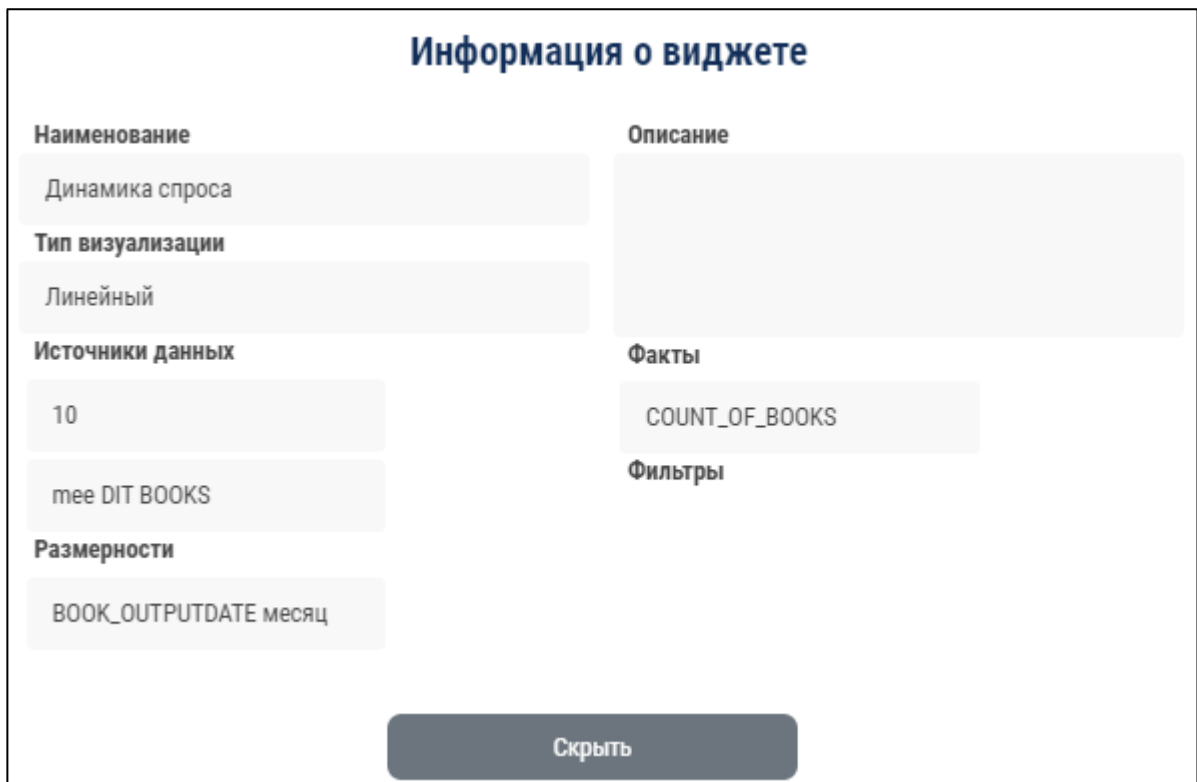 Информация о виджете
Наименование
Динамика спроса
Тип визуализации
Линейный
Источники данных
10
mee DIT BOOKS
Размерности
BOOK_OUTPUTDATE месяц
Описание
Факты
COUNT_OF_BOOKS
Фильтры
Скрыть